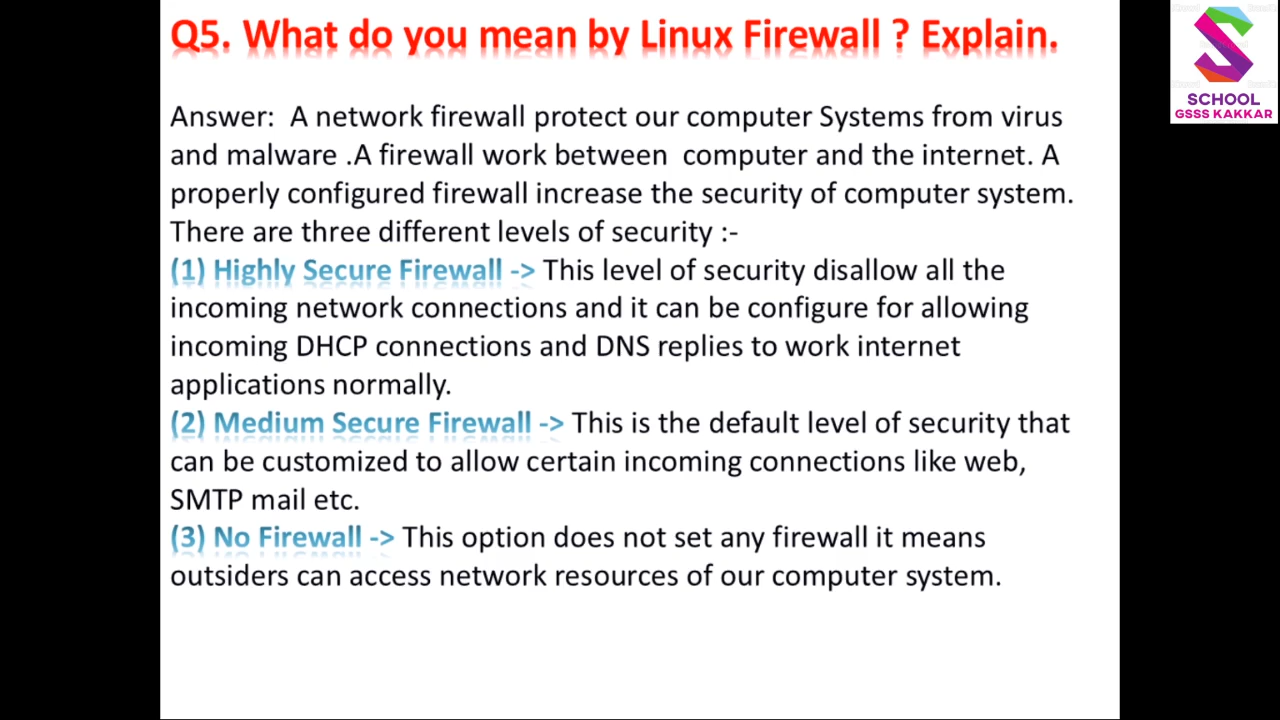 Q5. What do you mean by Linux Firewall ? Explain.
SCHOOL
GSSS KAKKAR
Answer:  A network firewall protect our computer Systems from virus
and malware .A firewall work between  computer and the internet. A
properly configured firewall increase the security of computer system.
There are three different levels of security :-
(1) Highly Secure Firewall -> This level of security disallow all the
incoming network connections and it can be configure for allowing
incoming DHCP connections and DNS replies to work internet
applications normally.
(2) Medium Secure Firewall -> This is the default level of security that
can be customized to allow certain incoming connections like web,
SMTP mail etc.
(3) No Firewall -> This option does not set any firewall it means
outsiders can access network resources of our computer system.